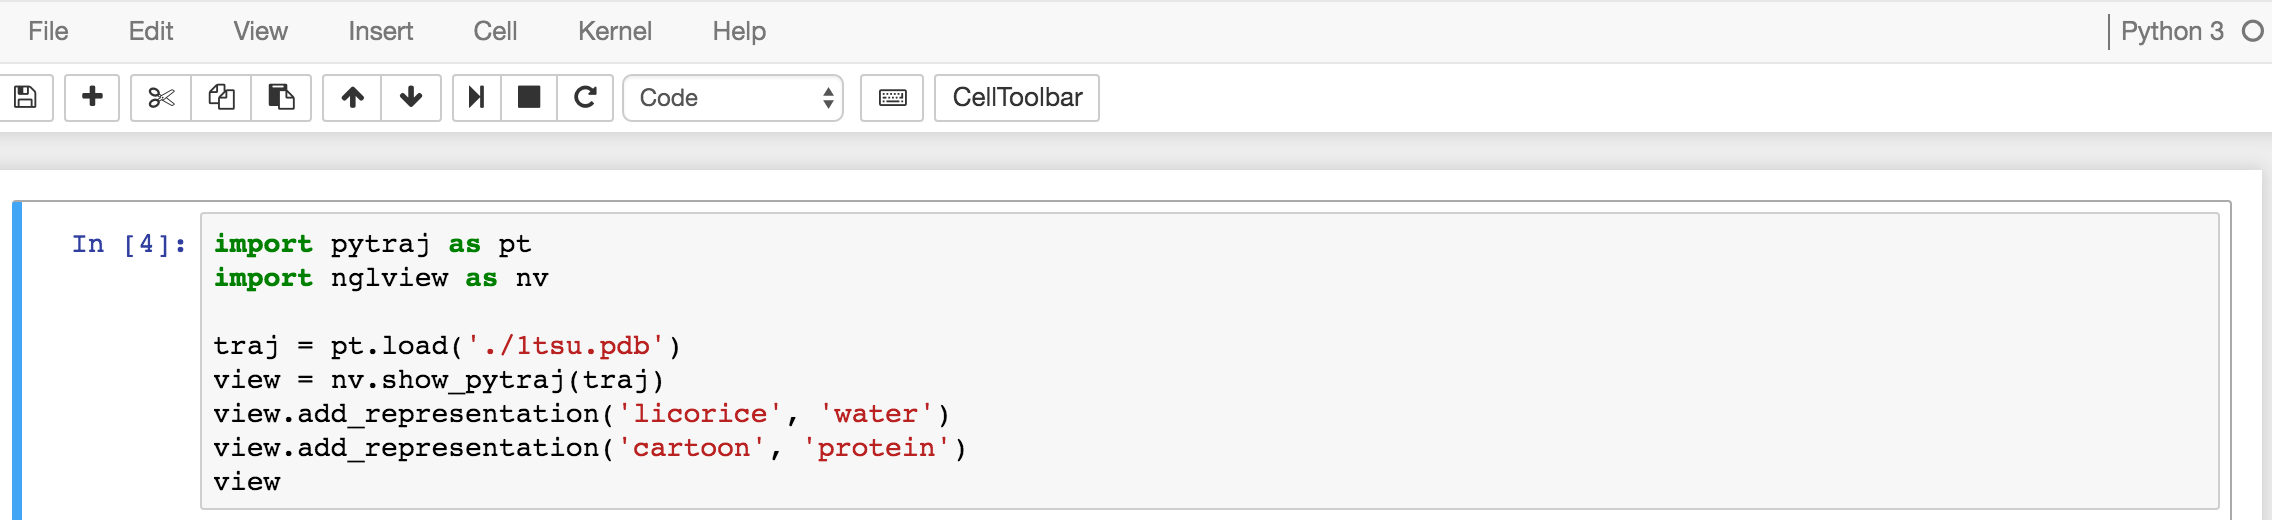 File Edit View Insert Cell Kernel Help Python 3
Code CellToolbar
In [4]: import pytraj as pt
import nglview as nv
traj = pt.load('./1tsu.pdb')
view = nv.show_pytraj(traj)
view.add_representation('licorice', 'water')
view.add_representation('cartoon', 'protein')
view